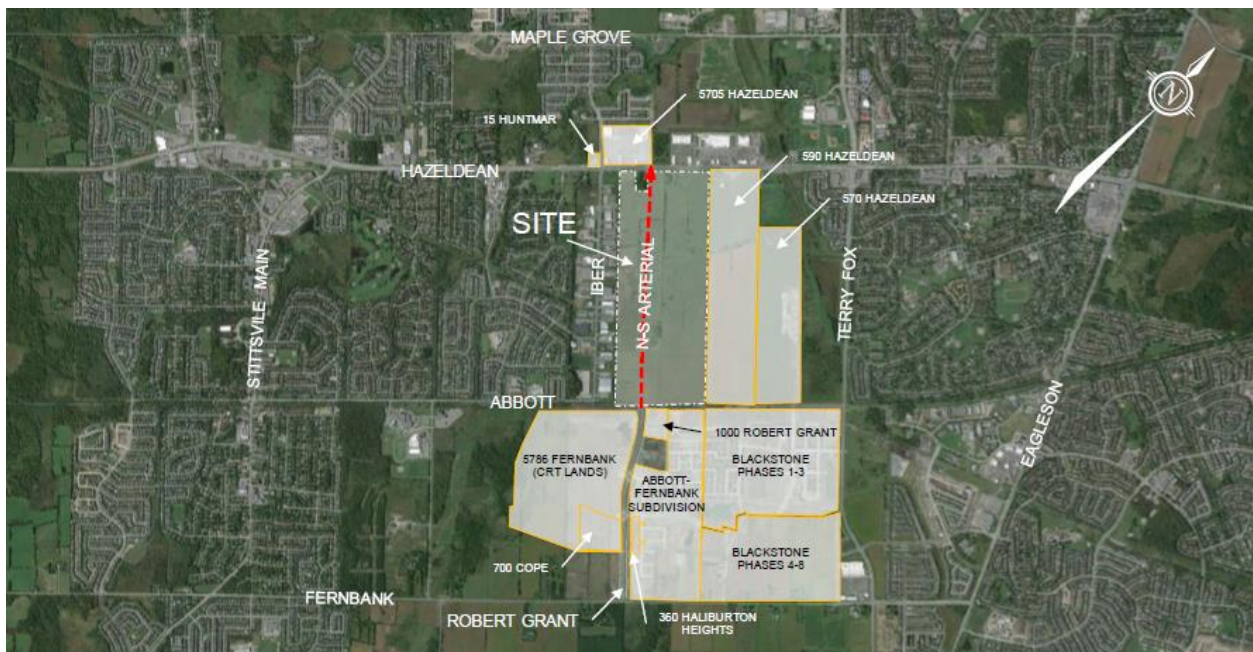 MAPLE GROVE
5705 HAZELDEAN
15 HUNTMAR
N
HAZELDEAN
590 HAZELDEAN
570 HAZELDEAN
SITE
IBER
N-S ARTERIAL
TERRY FOX
STITTSVILE MAIN
EAGLESON
ABBOTT
1000 ROBERT GRANT
5786 FERNBANK
(CRT LANDS)
BLACKSTONE
PHASES 1-3
ABBOTT-
FERNBANK
SUBDIVISION
BLACKSTONE
PHASES 4-8
700 COPE
FERNBANK
ROBERT GRANT
360 HALIBURTON
HEIGHTS